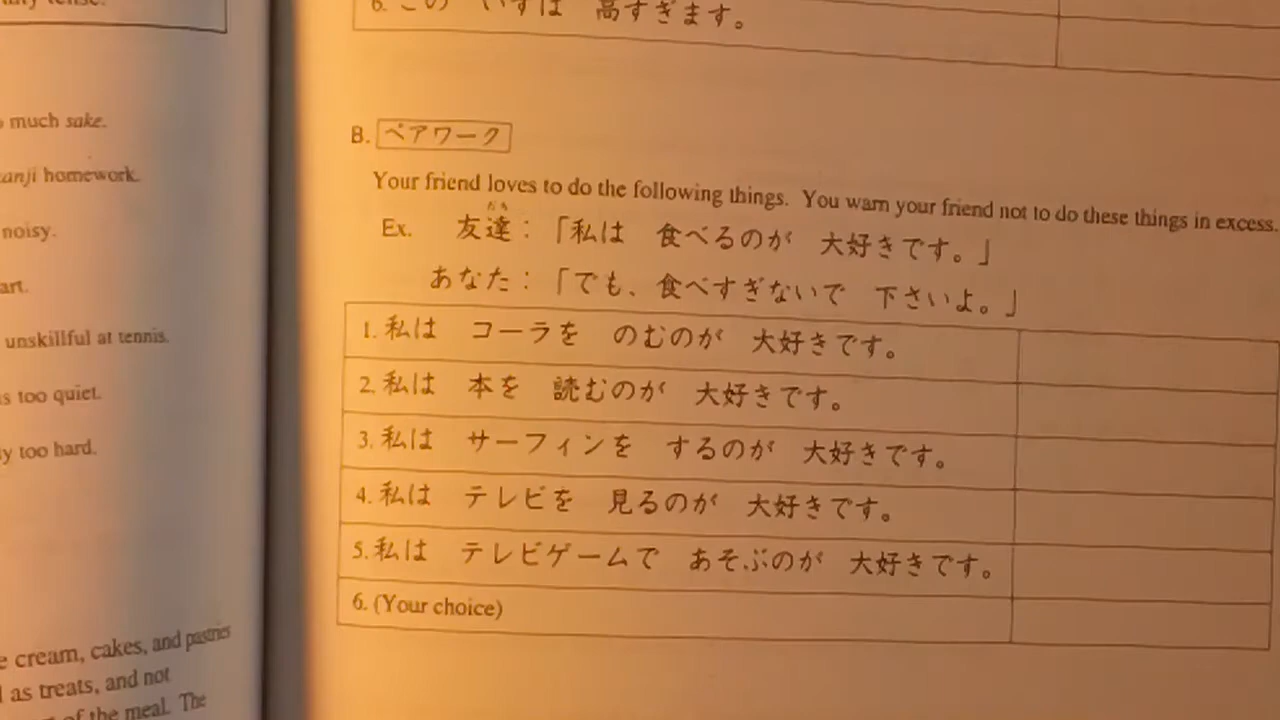 much sake.
homework.
noisy.
unskillful at tennis.
too quiet.
too hard.
cream, cakes, and pastries
as treats, and not
of the meal. The
6. この いすは 高すぎます。
B. ペアワーク
Your friend loves to do the following things. You warn your friend not to do these things in excess.
だち
Ex. 友達：「私は 食べるのが 大好きです。」
あなた：「でも、食べすぎないで 下さいよ。」
1. 私は コーラを のむのが 大好きです。
2. 私は 本を 読むのが 大好きです。
3. 私は サーフィンを するのが 大好きです。
4. 私は テレビを 見るのが 大好きです。
5. 私は テレビゲームで あそぶのが 大好きです。
6. (Your choice)